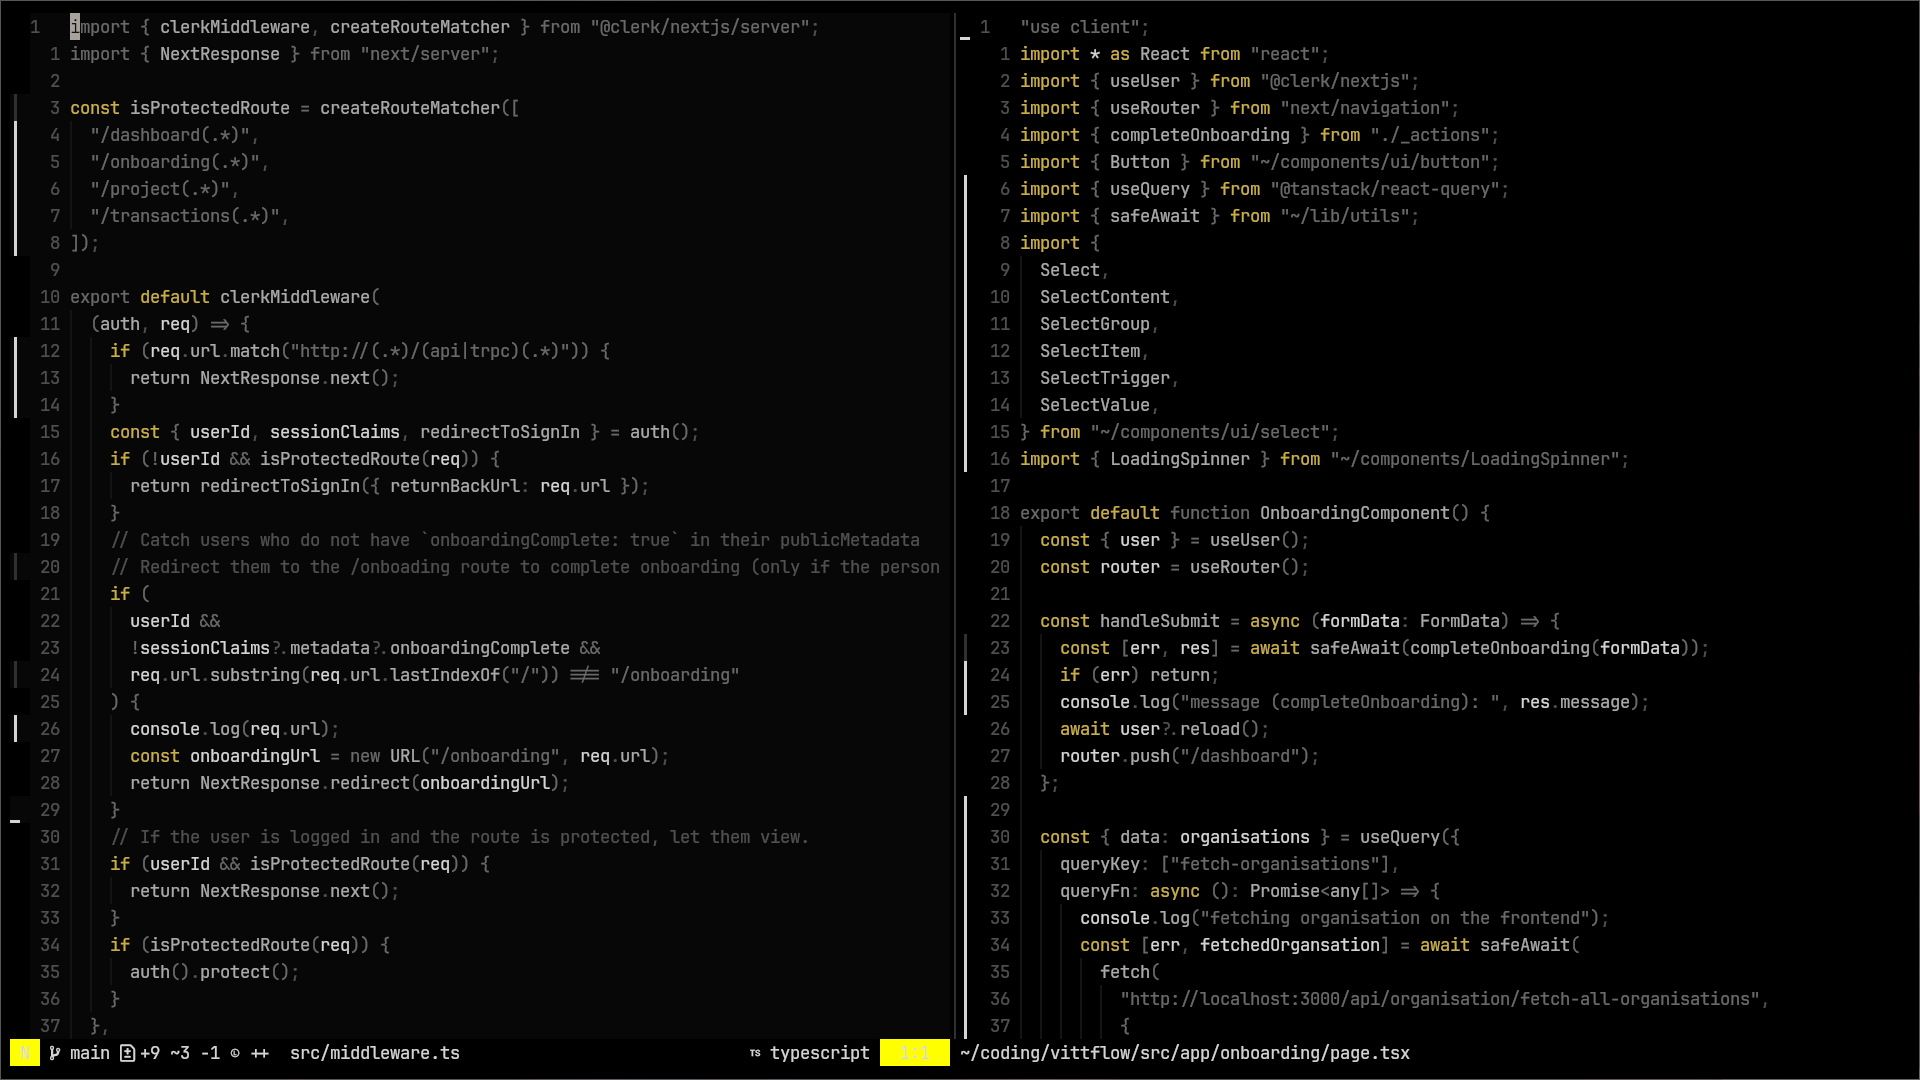 1 import { clerkMiddleware, createRouteMatcher } from "@clerk/nextjs/server";
1 import { NextResponse } from "next/server";
2
3 const isProtectedRoute = createRouteMatcher([
4 "/dashboard(.*)",
5 "/onboarding(.*)",
6 "/project(.*)",
7 "/transactions(.*)",
8 ]);
9
10 export default clerkMiddleware(
11 (auth, req) => {
12 if (req.url.match("http://(.*)/(api|trpc)(.*)")) {
13 return NextResponse.next();
14 }
15 const { userId, sessionClaims, redirectToSignIn } = auth();
16 if (!userId && isProtectedRoute(req)) {
17 return redirectToSignIn({ returnBackUrl: req.url });
18 }
19 // Catch users who do not have `onboardingComplete: true` in their publicMetadata
20 // Redirect them to the /onboading route to complete onboarding (only if the person
21 if (
22 userId &&
23 !sessionClaims?.metadata?.onboardingComplete &&
24 req.url.substring(req.url.lastIndexOf("/")) !== "/onboarding"
25 ) {
26 console.log(req.url);
27 const onboardingUrl = new URL("/onboarding", req.url);
28 return NextResponse.redirect(onboardingUrl);
29 }
30 // If the user is logged in and the route is protected, let them view.
31 if (userId && isProtectedRoute(req)) {
32 return NextResponse.next();
33 }
34 if (isProtectedRoute(req)) {
35 auth().protect();
36 }
37 },
N main +9 ~3 -1 src/middleware.ts TS typescript 1:1
1 "use client";
1 import * as React from "react";
2 import { useUser } from "@clerk/nextjs";
3 import { useRouter } from "next/navigation";
4 import { completeOnboarding } from "./_actions";
5 import { Button } from "~/components/ui/button";
6 import { useQuery } from "@tanstack/react-query";
7 import { safeAwait } from "~/lib/utils";
8 import {
9 Select,
10 SelectContent,
11 SelectGroup,
12 SelectItem,
13 SelectTrigger,
14 SelectValue,
15 } from "~/components/ui/select";
16 import { LoadingSpinner } from "~/components/LoadingSpinner";
17
18 export default function OnboardingComponent() {
19 const { user } = useUser();
20 const router = useRouter();
21
22 const handleSubmit = async (formData: FormData) => {
23 const [err, res] = await safeAwait(completeOnboarding(formData));
24 if (err) return;
25 console.log("message (completeOnboarding): ", res.message);
26 await user?.reload();
27 router.push("/dashboard");
28 };
29
30 const { data: organisations } = useQuery({
31 queryKey: ["fetch-organisations"],
32 queryFn: async (): Promise<any[]> => {
33 console.log("fetching organisation on the frontend");
34 const [err, fetchedOrgansation] = await safeAwait(
35 fetch(
36 "http://localhost:3000/api/organisation/fetch-all-organisations",
37 {
~/coding/vittflow/src/app/onboarding/page.tsx